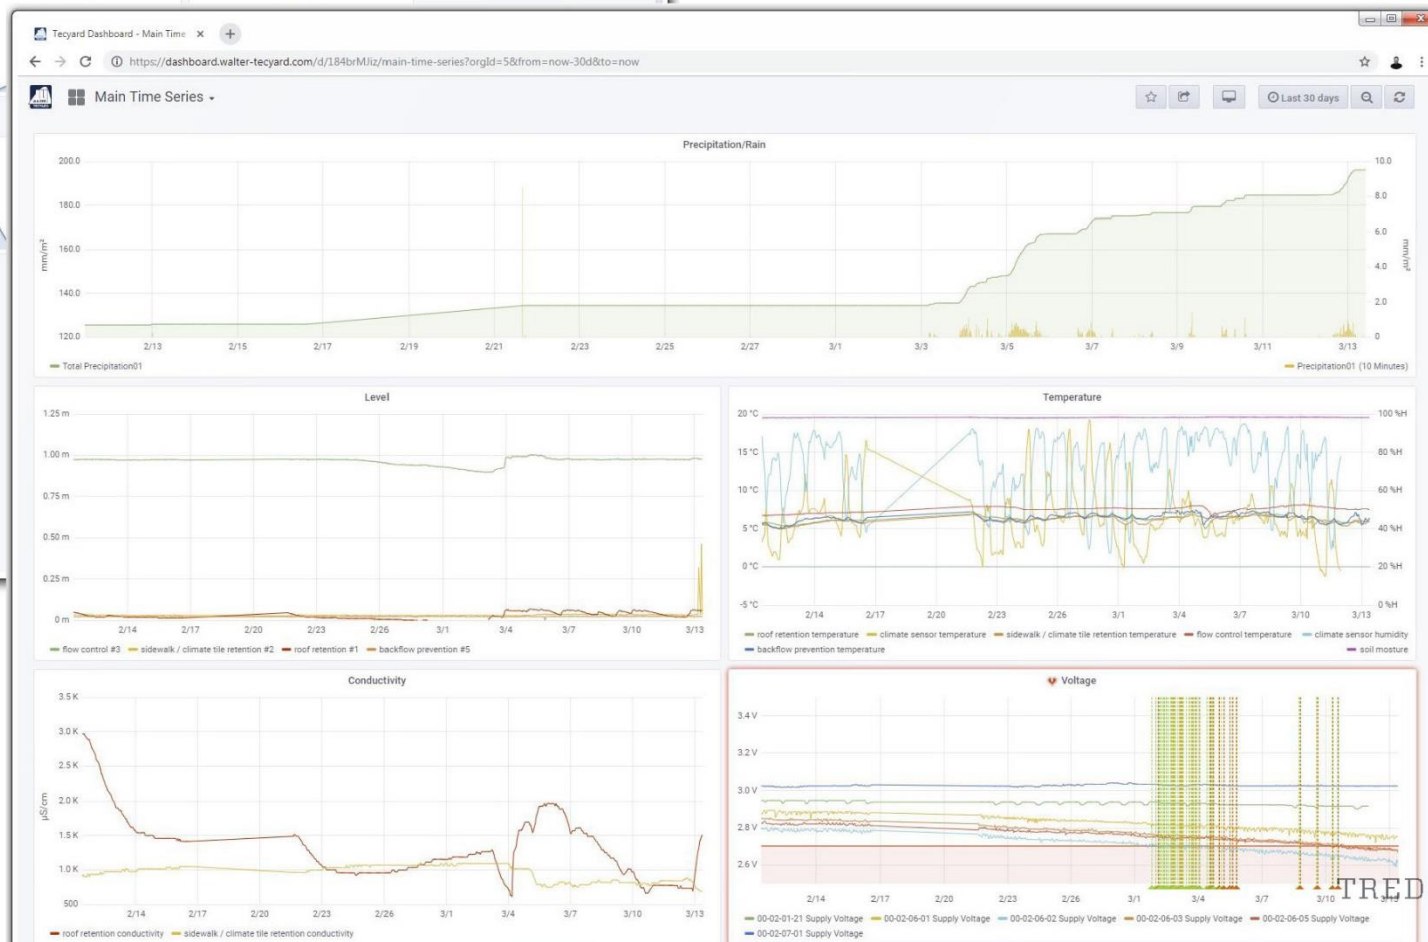 Tecyard Dashboard - Main Time
https://dashboard.walter-tecyard.com/d/184brMJiz/main-time-series?orgId=5&from=now-30d&to=now
Main Time Series
Last 30 days
Precipitation/Rain
200.0
180.0
160.0
140.0
120.0
mm/m²
10.0
8.0
6.0
4.0
2.0
0
mm/m²
2/13 2/15 2/17 2/19 2/21 2/23 2/25 2/27 3/1 3/3 3/5 3/7 3/9 3/11 3/13
Total Precipitation01
Precipitation01 (10 Minutes)
Level
1.25 m
1.00 m
0.75 m
0.50 m
0.25 m
0 m
2/14 2/17 2/20 2/23 2/26 3/1 3/4 3/7 3/10 3/13
flow control #3 sidewalk / climate tile retention #2 roof retention #1 backflow prevention #5
Temperature
20 °C
15 °C
10 °C
5 °C
0 °C
-5 °C
100 %H
80 %H
60 %H
40 %H
20 %H
0 %H
2/14 2/17 2/20 2/23 2/26 3/1 3/4 3/7 3/10 3/13
roof retention temperature climate sensor temperature sidewalk / climate tile retention temperature flow control temperature climate sensor humidity
backflow prevention temperature soil mosture
Conductivity
3.5 K
3.0 K
2.5 K
2.0 K
1.5 K
1.0 K
500
µS/cm
2/14 2/17 2/20 2/23 2/26 3/1 3/4 3/7 3/10 3/13
roof retention conductivity sidewalk / climate tile retention conductivity
Voltage
3.4 V
3.2 V
3.0 V
2.8 V
2.6 V
2/14 2/17 2/20 2/23 2/26 3/1 3/4 3/7 3/10
TRED
00-02-01-21 Supply Voltage 00-02-06-01 Supply Voltage 00-02-06-02 Supply Voltage 00-02-06-03 Supply Voltage 00-02-06-05 Supply Voltage
00-02-07-01 Supply Voltage